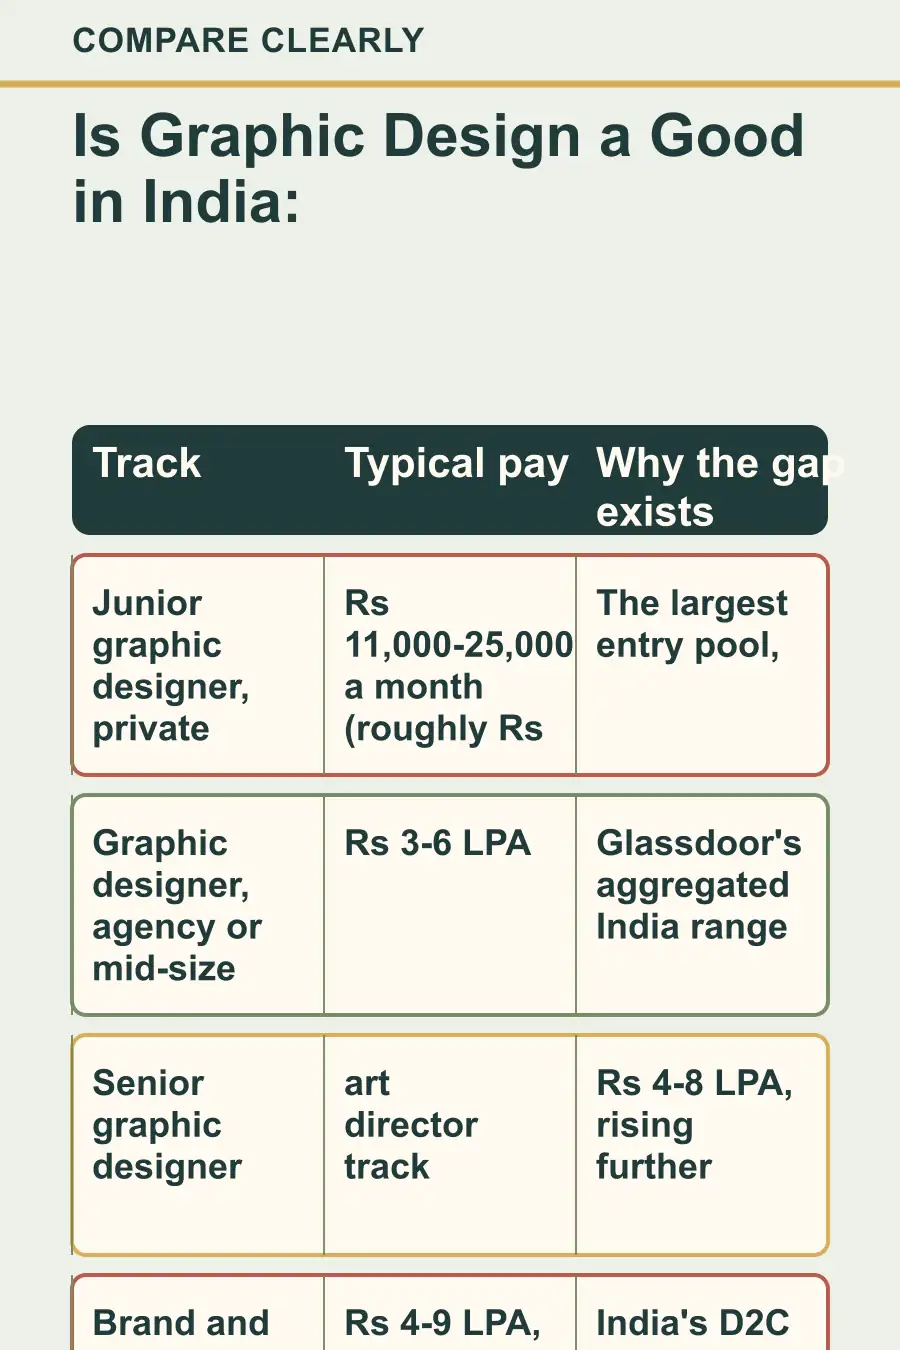 COMPARE CLEARLY
Is Graphic Design a Good
in India:
Track
Typical pay
Why the gap
exists
Junior
graphic
designer,
private
Rs
11,000-25,000
a month
(roughly Rs
The largest
entry pool,
Graphic
designer,
agency or
mid-size
Rs 3-6 LPA
Glassdoor's
aggregated
India range
Senior
graphic
designer
art
director
track
Rs 4-8 LPA,
rising
further
Brand and
Rs 4-9 LPA,
India's D2C